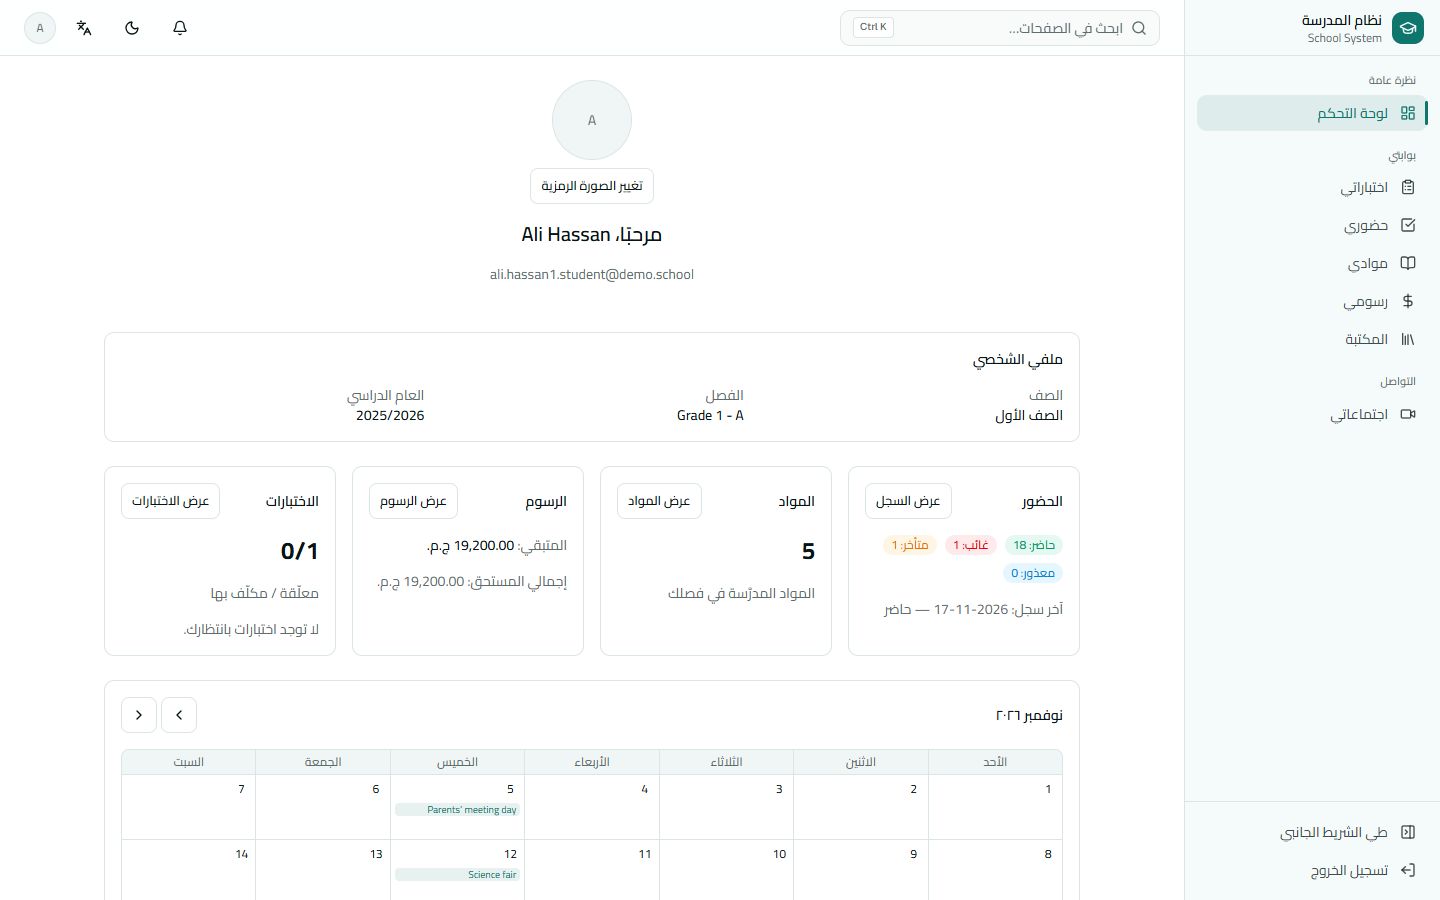 نظام المدرسة
School System
نظرة عامة
لوحة التحكم
بوابتي
اختباراتي
حضوري
موادي
رسومي
المكتبة
التواصل
اجتماعاتي
طي الشريط الجانبي
تسجيل الخروج
ابحث في الصفحات...
Ctrl K
A
A
تغيير الصورة الرمزية
مرحبًا، Ali Hassan
ali.hassan1.student@demo.school
ملفي الشخصي
الصف
الصف الأول
الفصل
Grade 1 - A
العام الدراسي
2025/2026
الحضور
عرض السجل
حاضر: 18
غائب: 1
متأخر: 1
معذور: 0
آخر سجل: 2026-11-17 — حاضر
المواد
عرض المواد
5
المواد المدرّسة في فصلك
الرسوم
عرض الرسوم
المتبقي: 19,200.00 ج.م.
إجمالي المستحق: 19,200.00 ج.م.
الاختبارات
عرض الاختبارات
0/1
معلّقة / مكلّف بها
لا توجد اختبارات بانتظارك.
نوفمبر ٢٠٢٦
الأحد الاثنين الثلاثاء الأربعاء الخميس الجمعة السبت
1 2 3 4 5 6 7
Parents' meeting day
8 9 10 11 12 13 14
Science fair